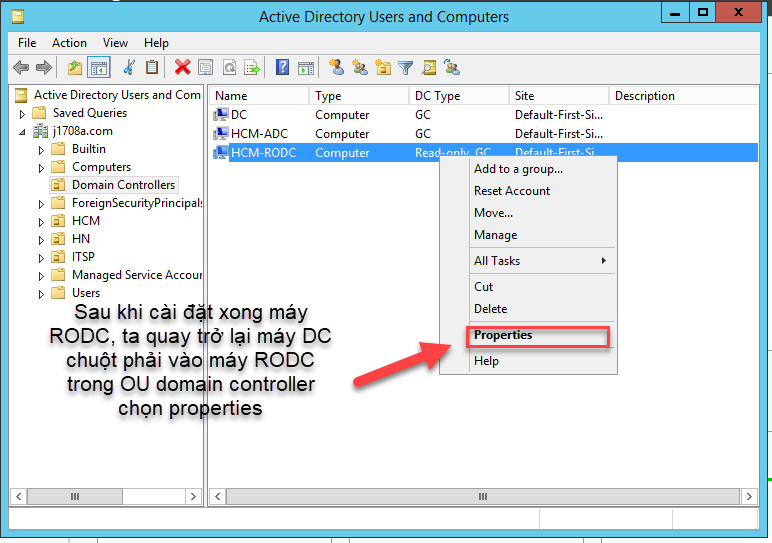 Active Directory Users and Computers
File Action View Help
Active Directory Users and Com
Saved Queries
j1708a.com
Builtin
Computers
Domain Controllers
ForeignSecurityPrincipals
HCM
HN
ITSP
Managed Service Accour
Users
Name Type DC Type Site Description
DC Computer GC Default-First-Si...
HCM-ADC Computer GC Default-First-Si...
HCM-RODC Computer Read-only, GC Default-First-Si...
Add to a group...
Reset Account
Move...
Manage
All Tasks
Cut
Delete
Properties
Help
Sau khi cài đặt xong máy
RODC, ta quay trở lại máy DC
chuột phải vào máy RODC
trong OU domain controller
chọn properties